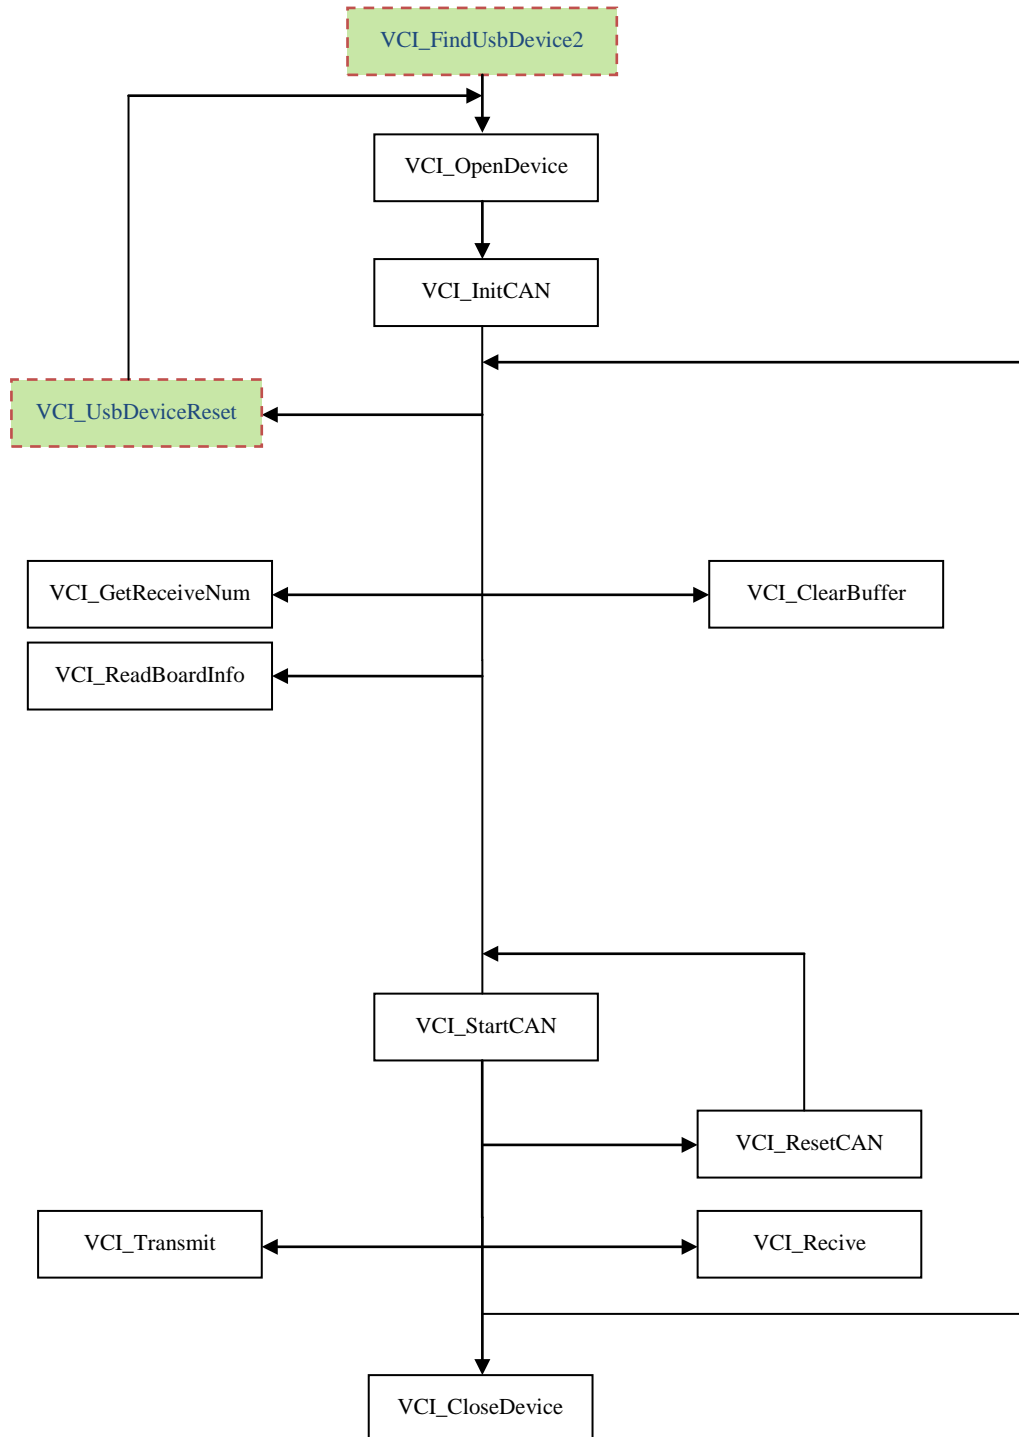 VCI_FindUsbDevice2
VCI_OpenDevice
VCI_InitCAN
VCI_UsbDeviceReset
VCI_GetReceiveNum
VCI_ClearBuffer
VCI_ReadBoardInfo
VCI_StartCAN
VCI_ResetCAN
VCI_Transmit
VCI_Recive
VCI_CloseDevice